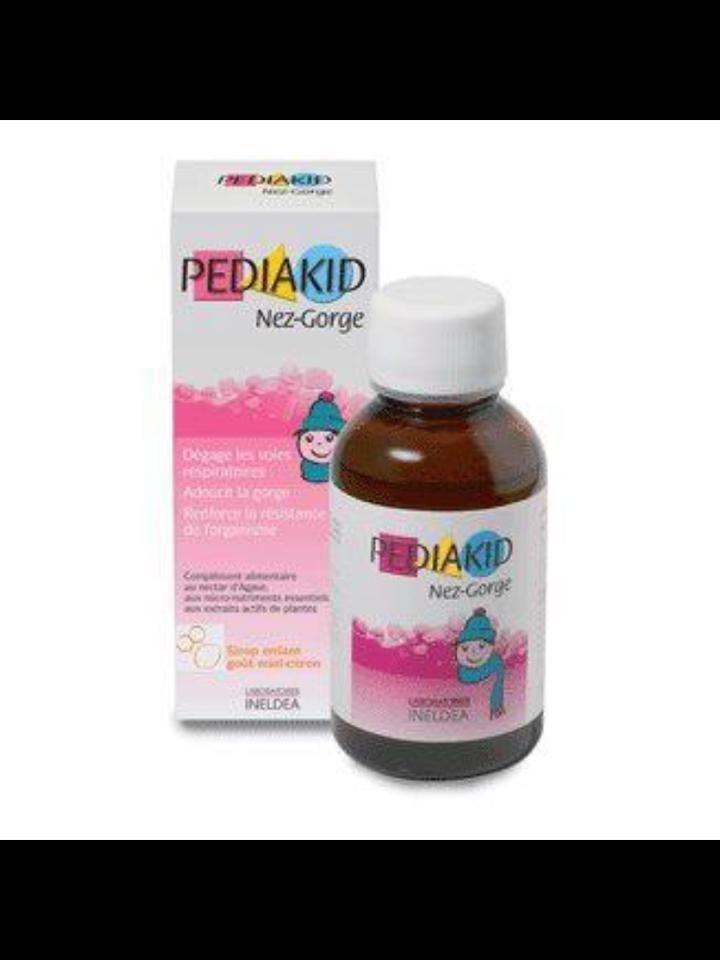 PEDIAKID
Nez-Gorge
PEDIAKID
Nez-Gorge
Dégage les voies
respiratoires
Adoucit la gorge
Renforce la résistance
de l'organisme
Complément alimentaire
au nectar d'Agave,
aux micro-nutriments essentiels
aux extraits actifs de plantes
Sirop enfant
goût miel-citron
LABORATOIRES
INELDEA
PEDIAKID
Nez-Gorge
LABORATOIRES
INELDEA